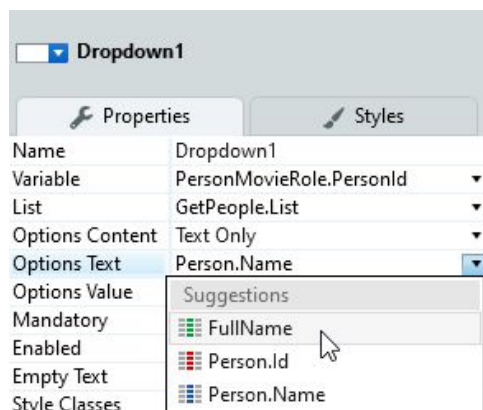 Dropdown1
Properties Styles
Name Dropdown1
Variable PersonMovieRole.PersonId
List GetPeople.List
Options Content Text Only
Options Text Person.Name
Options Value Suggestions
Mandatory FullName
Enabled Person.Id
Empty Text Person.Name
Style Classes